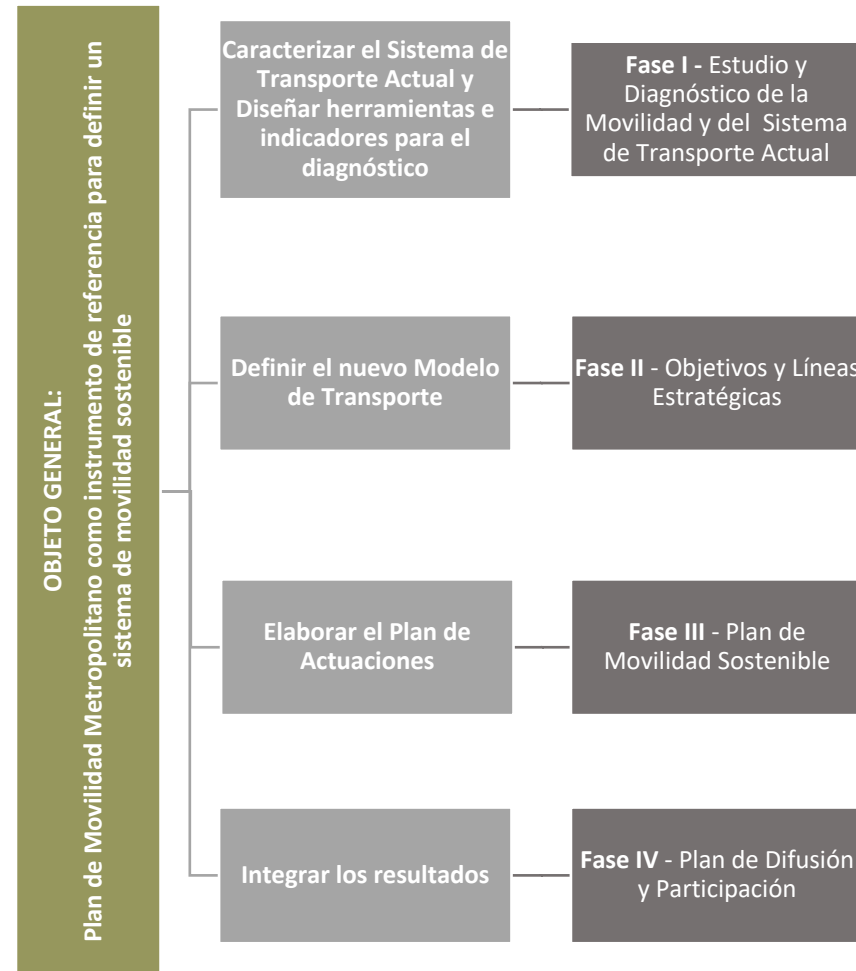 OBJETO GENERAL:
Plan de Movilidad Metropolitano como instrumento de referencia para definir un
sistema de movilidad sostenible
Caracterizar el Sistema de
Transporte Actual y
Diseñar herramientas e
indicadores para el
diagnóstico
Fase I - Estudio y
Diagnóstico de la
Movilidad y del Sistema
de Transporte Actual
Definir el nuevo Modelo
de Transporte
Fase II - Objetivos y Líneas
Estratégicas
Elaborar el Plan de
Actuaciones
Fase III - Plan de
Movilidad Sostenible
Integrar los resultados
Fase IV - Plan de Difusión
y Participación